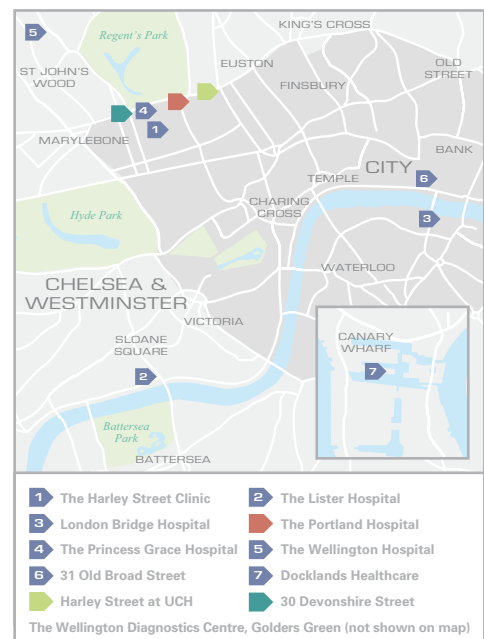 KING'S CROSS
5
Regent's Park
EUSTON
OLD
STREET
ST JOHN'S
WOOD
FINSBURY
4
1
MARYLEBONE
BANK
CITY
TEMPLE
6
CHARING
CROSS
3
Hyde Park
WATERLOO
CHELSEA &
WESTMINSTER
VICTORIA
SLOANE
SQUARE
CANARY
WHARF
7
2
Battersea
Park
BATTERSEA
1 The Harley Street Clinic
2 The Lister Hospital
3 London Bridge Hospital
The Portland Hospital
4 The Princess Grace Hospital
5 The Wellington Hospital
6 31 Old Broad Street
7 Docklands Healthcare
Harley Street at UCH
30 Devonshire Street
The Wellington Diagnostics Centre, Golders Green (not shown on map)